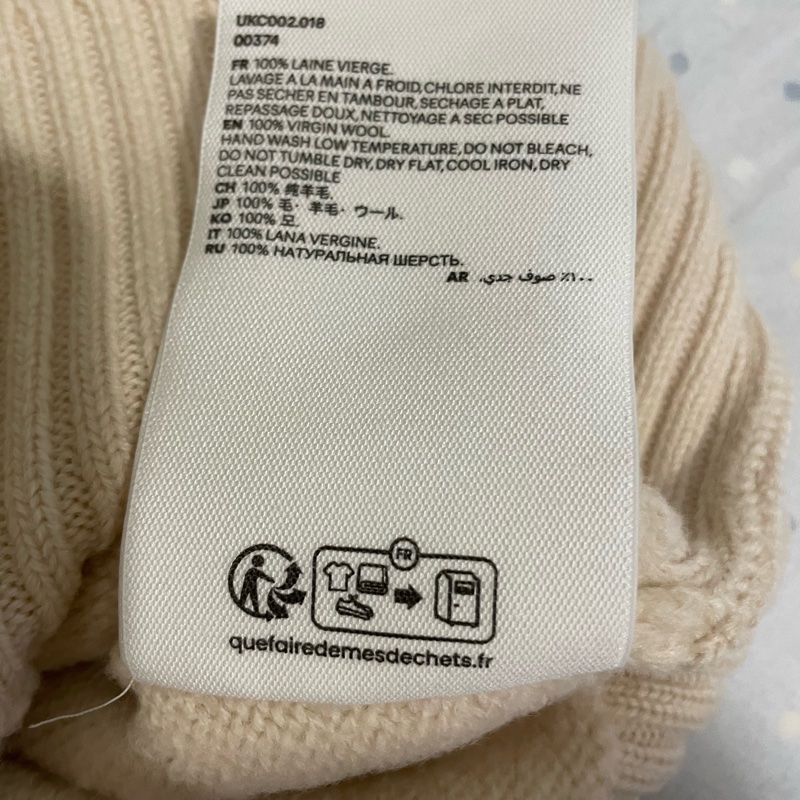 UKC002.018
00374
FR 100% LAINE VIERGE.
LAVAGE A LA MAIN A FROID, CHLORE INTERDIT, NE
PAS SECHER EN TAMBOUR, SECHAGE A PLAT,
REPASSAGE DOUX, NETTOYAGE A SEC POSSIBLE
EN 100% VIRGIN WOOL.
HAND WASH LOW TEMPERATURE, DO NOT BLEACH,
DO NOT TUMBLE DRY, DRY FLAT, COOL IRON, DRY
CLEAN POSSIBLE
CH 100% 纯羊毛.
JP 100% 毛・羊毛・ウール.
KO 100% 모.
IT 100% LANA VERGINE.
RU 100% НАТУРАЛЬНАЯ ШЕРСТЬ.
AR ١٠٠٪ صوف جدي.
FR
quefairedemesdechets.fr